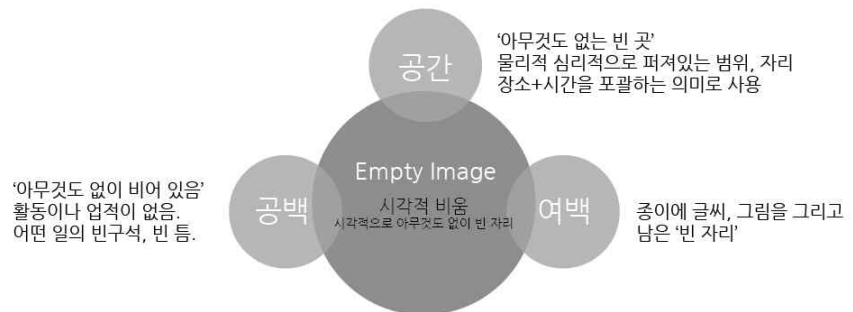 공간
'아무것도 없는 빈 곳'
물리적 심리적으로 퍼져있는 범위, 자리
장소+시간을 포괄하는 의미로 사용
Empty Image
시각적 비움
시각적으로 아무것도 없이 빈 자리
'아무것도 없이 비어 있음'
활동이나 업적이 없음.
어떤 일의 빈구석, 빈 틈.
공백
여백
종이에 글씨, 그림을 그리고
남은 '빈 자리'